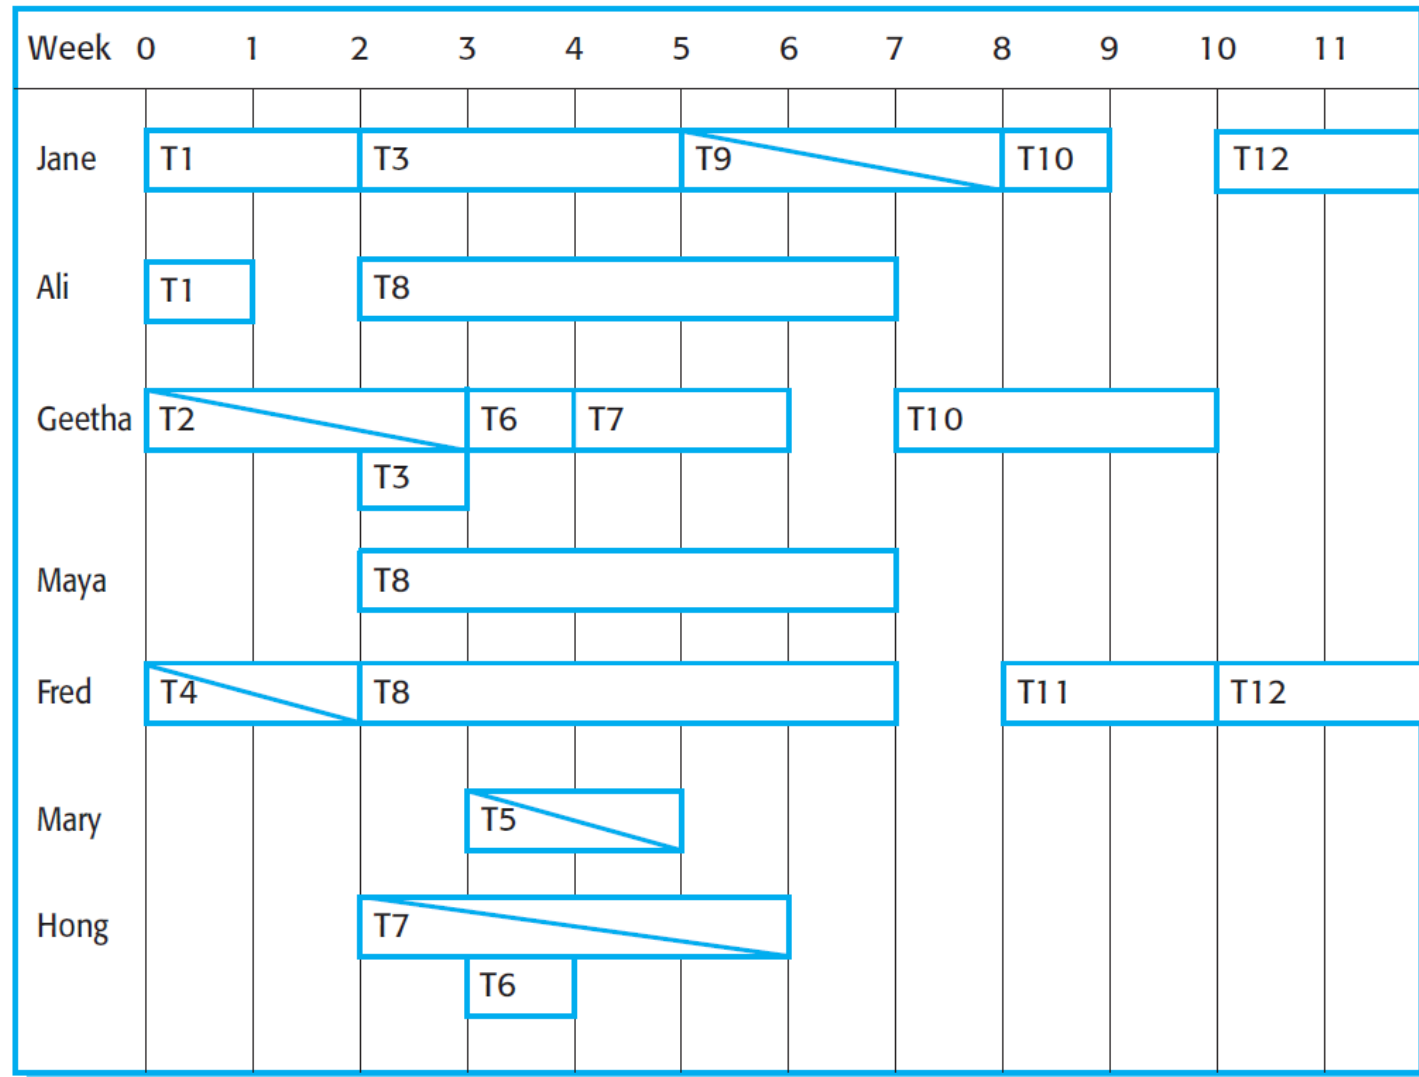 Week 0 1 2 3 4 5 6 7 8 9 10 11
Jane T1 T3 T9 T10 T12
Ali T1 T8
Geetha T2 T6 T7 T10
T3
Maya T8
Fred T4 T8 T11 T12
Mary T5
Hong T7
T6